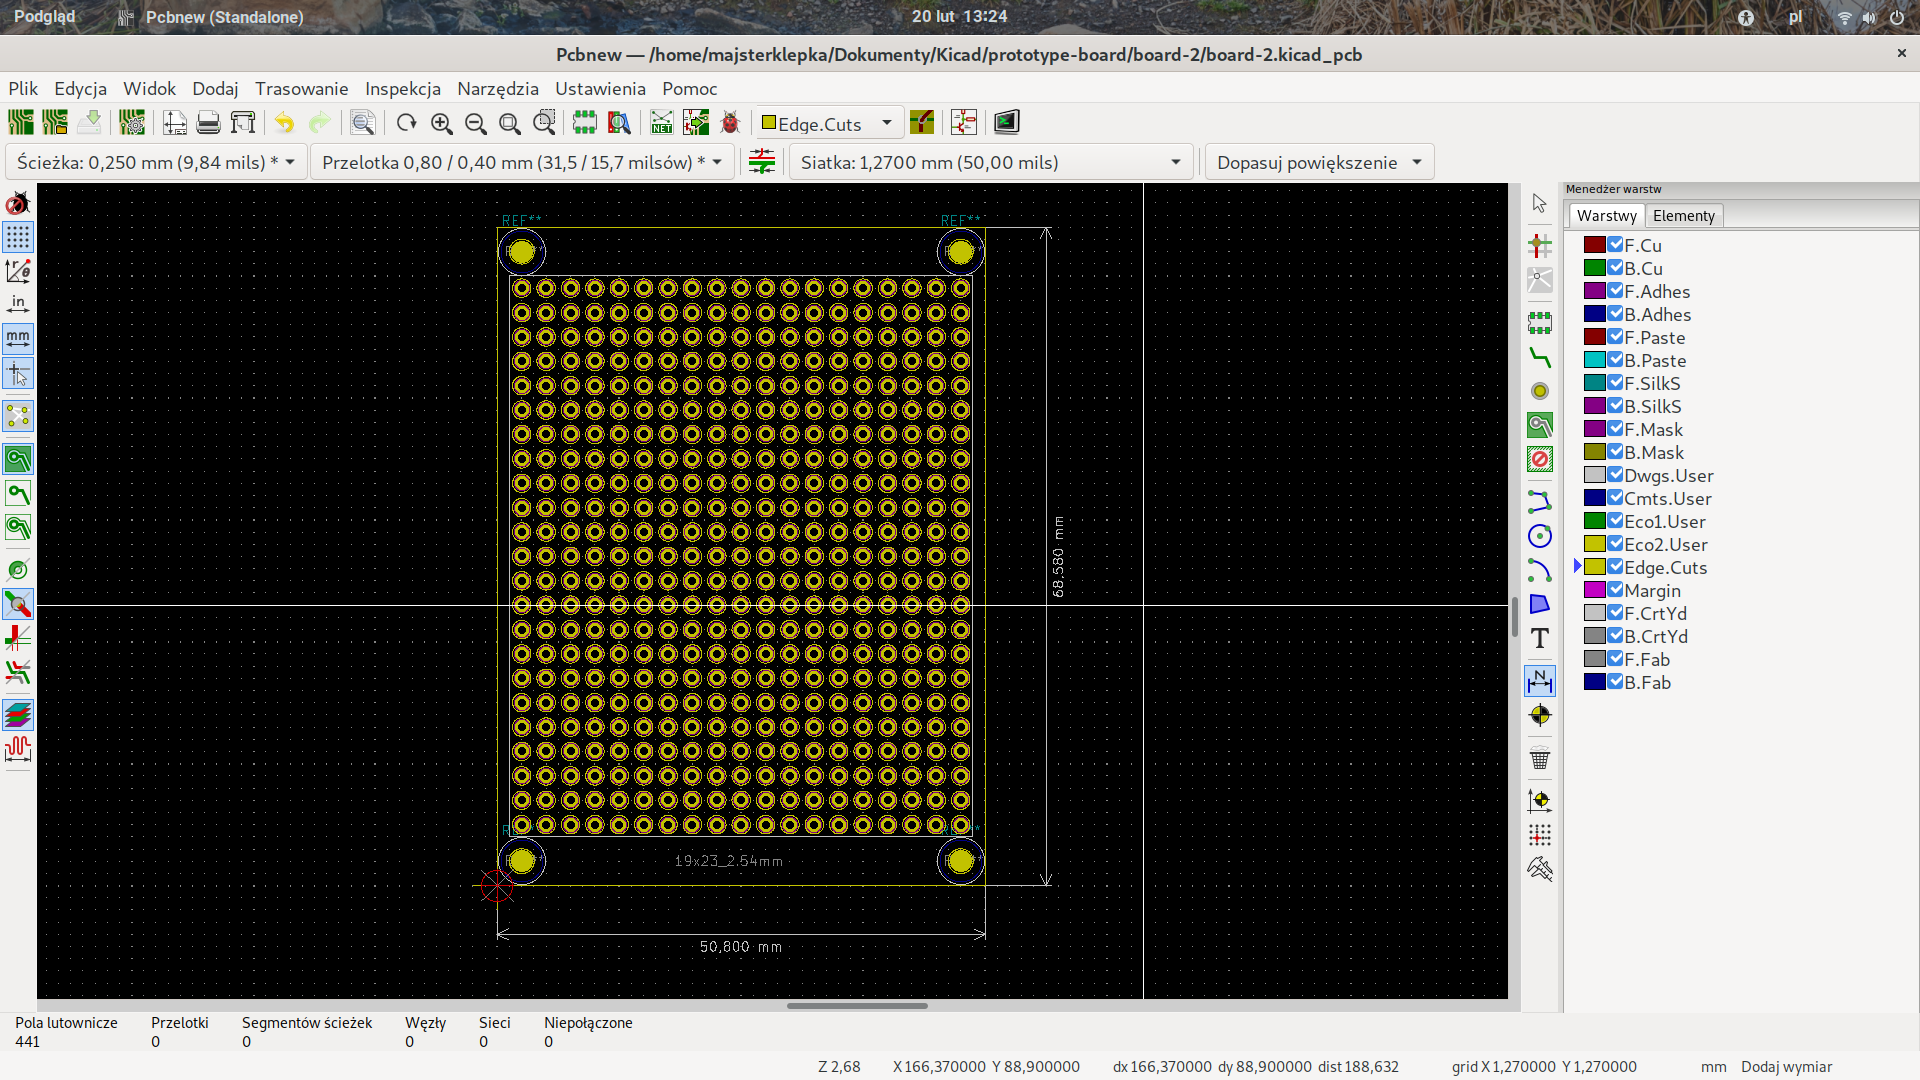 Podgląd
Pcbnew (Standalone)
20 lut 13:24
pl
Pcbnew — /home/majsterklepka/Dokumenty/Kicad/prototype-board/board-2/board-2.kicad_pcb
Plik Edycja Widok Dodaj Trasowanie Inspekcja Narzędzia Ustawienia Pomoc
NET
Edge.Cuts
Ścieżka: 0,250 mm (9,84 mils) *
Przelotka 0,80 / 0,40 mm (31,5 / 15,7 milsów) *
Siatka: 1,2700 mm (50,00 mils)
Dopasuj powiększenie
in
mm
REF**
REF**
68,580 mm
19x23_2.54mm
50,800 mm
T
N
Menedżer warstw
Warstwy
Elementy
F.Cu
B.Cu
F.Adhes
B.Adhes
F.Paste
B.Paste
F.SilkS
B.SilkS
F.Mask
B.Mask
Dwgs.User
Cmts.User
Eco1.User
Eco2.User
Edge.Cuts
Margin
F.CrtYd
B.CrtYd
F.Fab
B.Fab
Pola lutownicze Przelotki Segmentów ścieżek Węzły Sieci Niepołączone
441 0 0 0 0 0
Z 2,68 X 166,370000 Y 88,900000 dx 166,370000 dy 88,900000 dist 188,632 grid X 1,270000 Y 1,270000 mm Dodaj wymiar